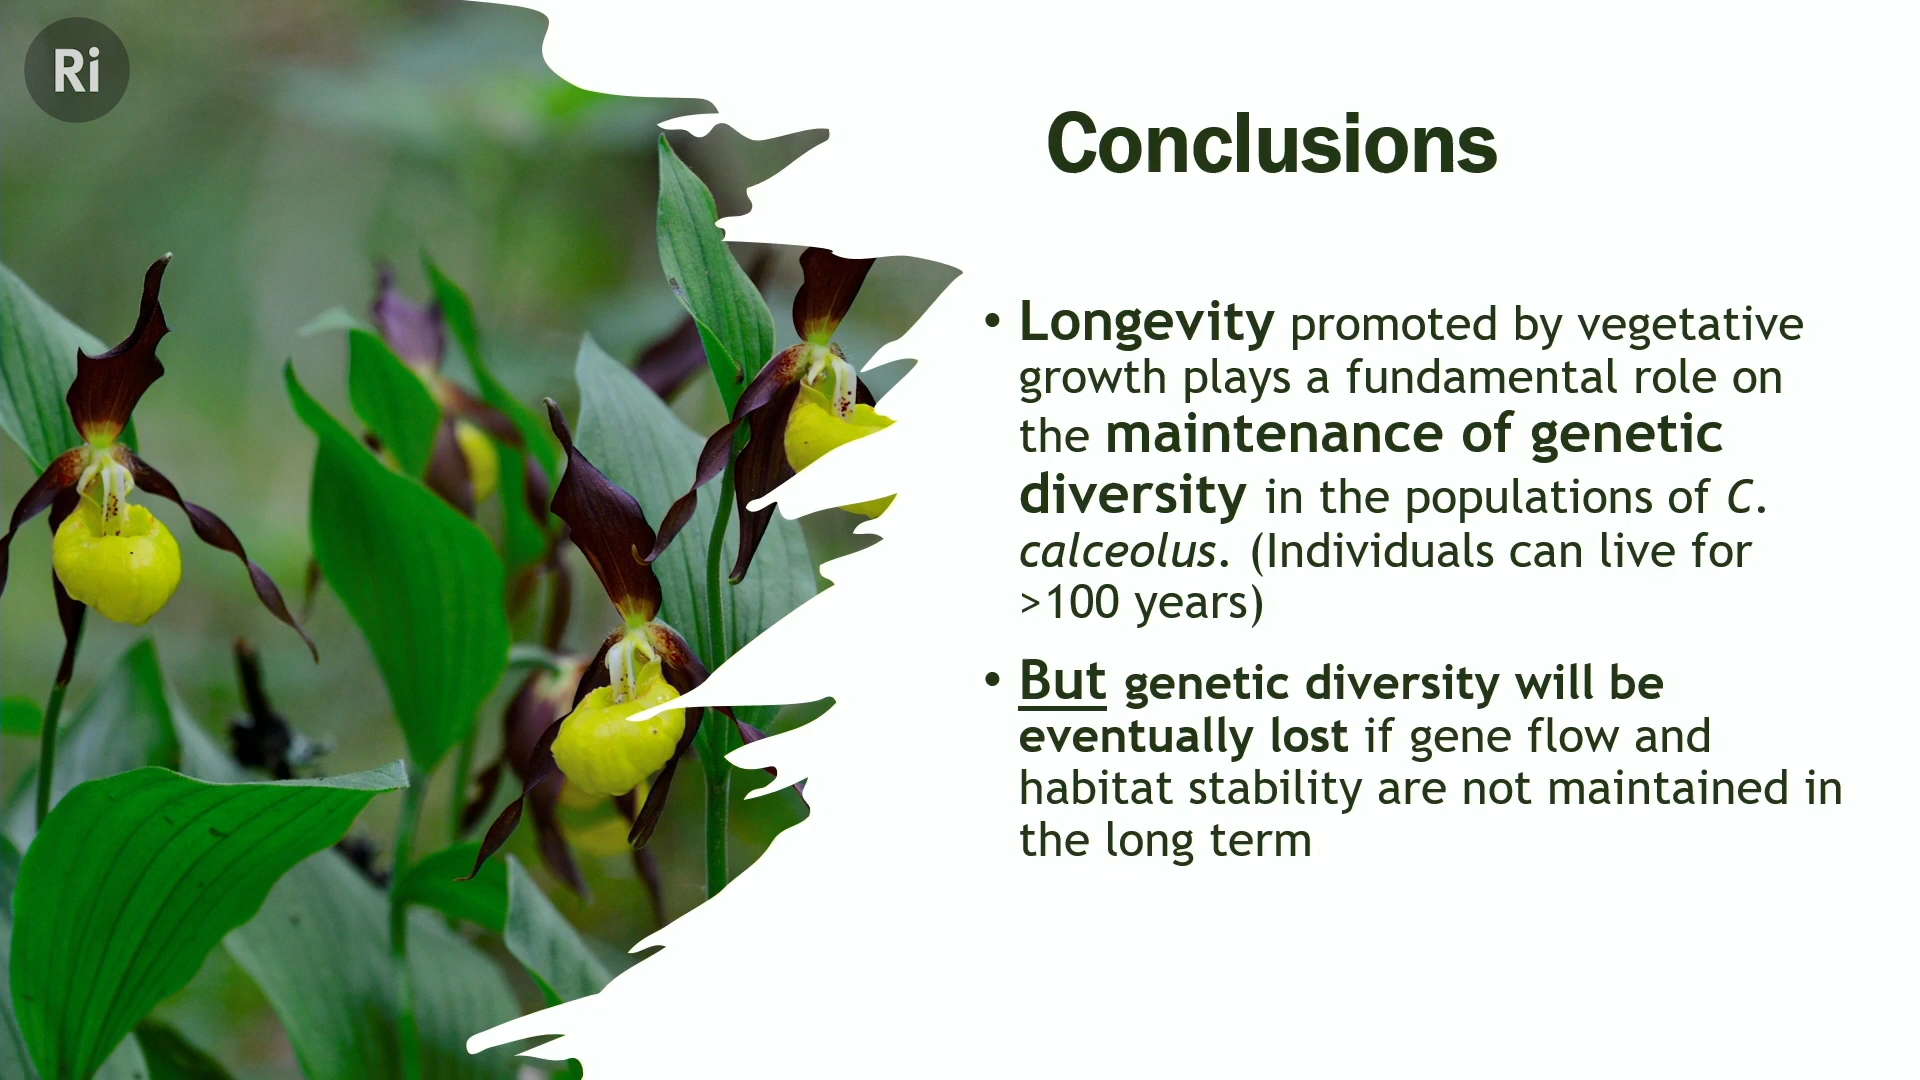 Ri
Conclusions
• Longevity promoted by vegetative
growth plays a fundamental role on
the maintenance of genetic
diversity in the populations of C.
calceolus. (Individuals can live for
>100 years)
• But genetic diversity will be
eventually lost if gene flow and
habitat stability are not maintained in
the long term